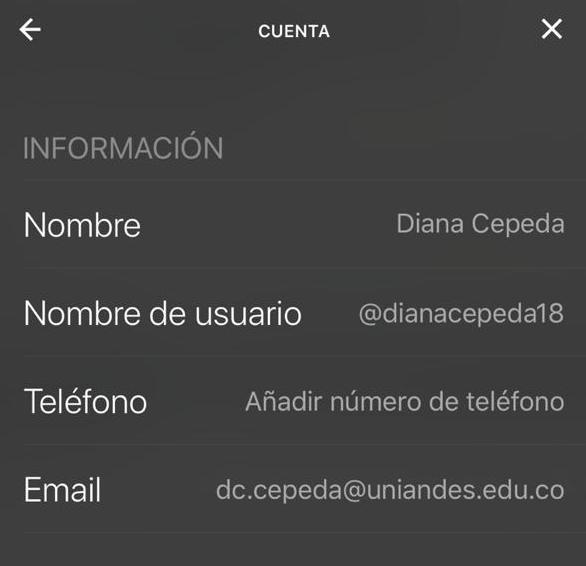 CUENTA
INFORMACIÓN
Nombre Diana Cepeda
Nombre de usuario @dianacepeda18
Teléfono Añadir número de teléfono
Email dc.cepeda@uniandes.edu.co